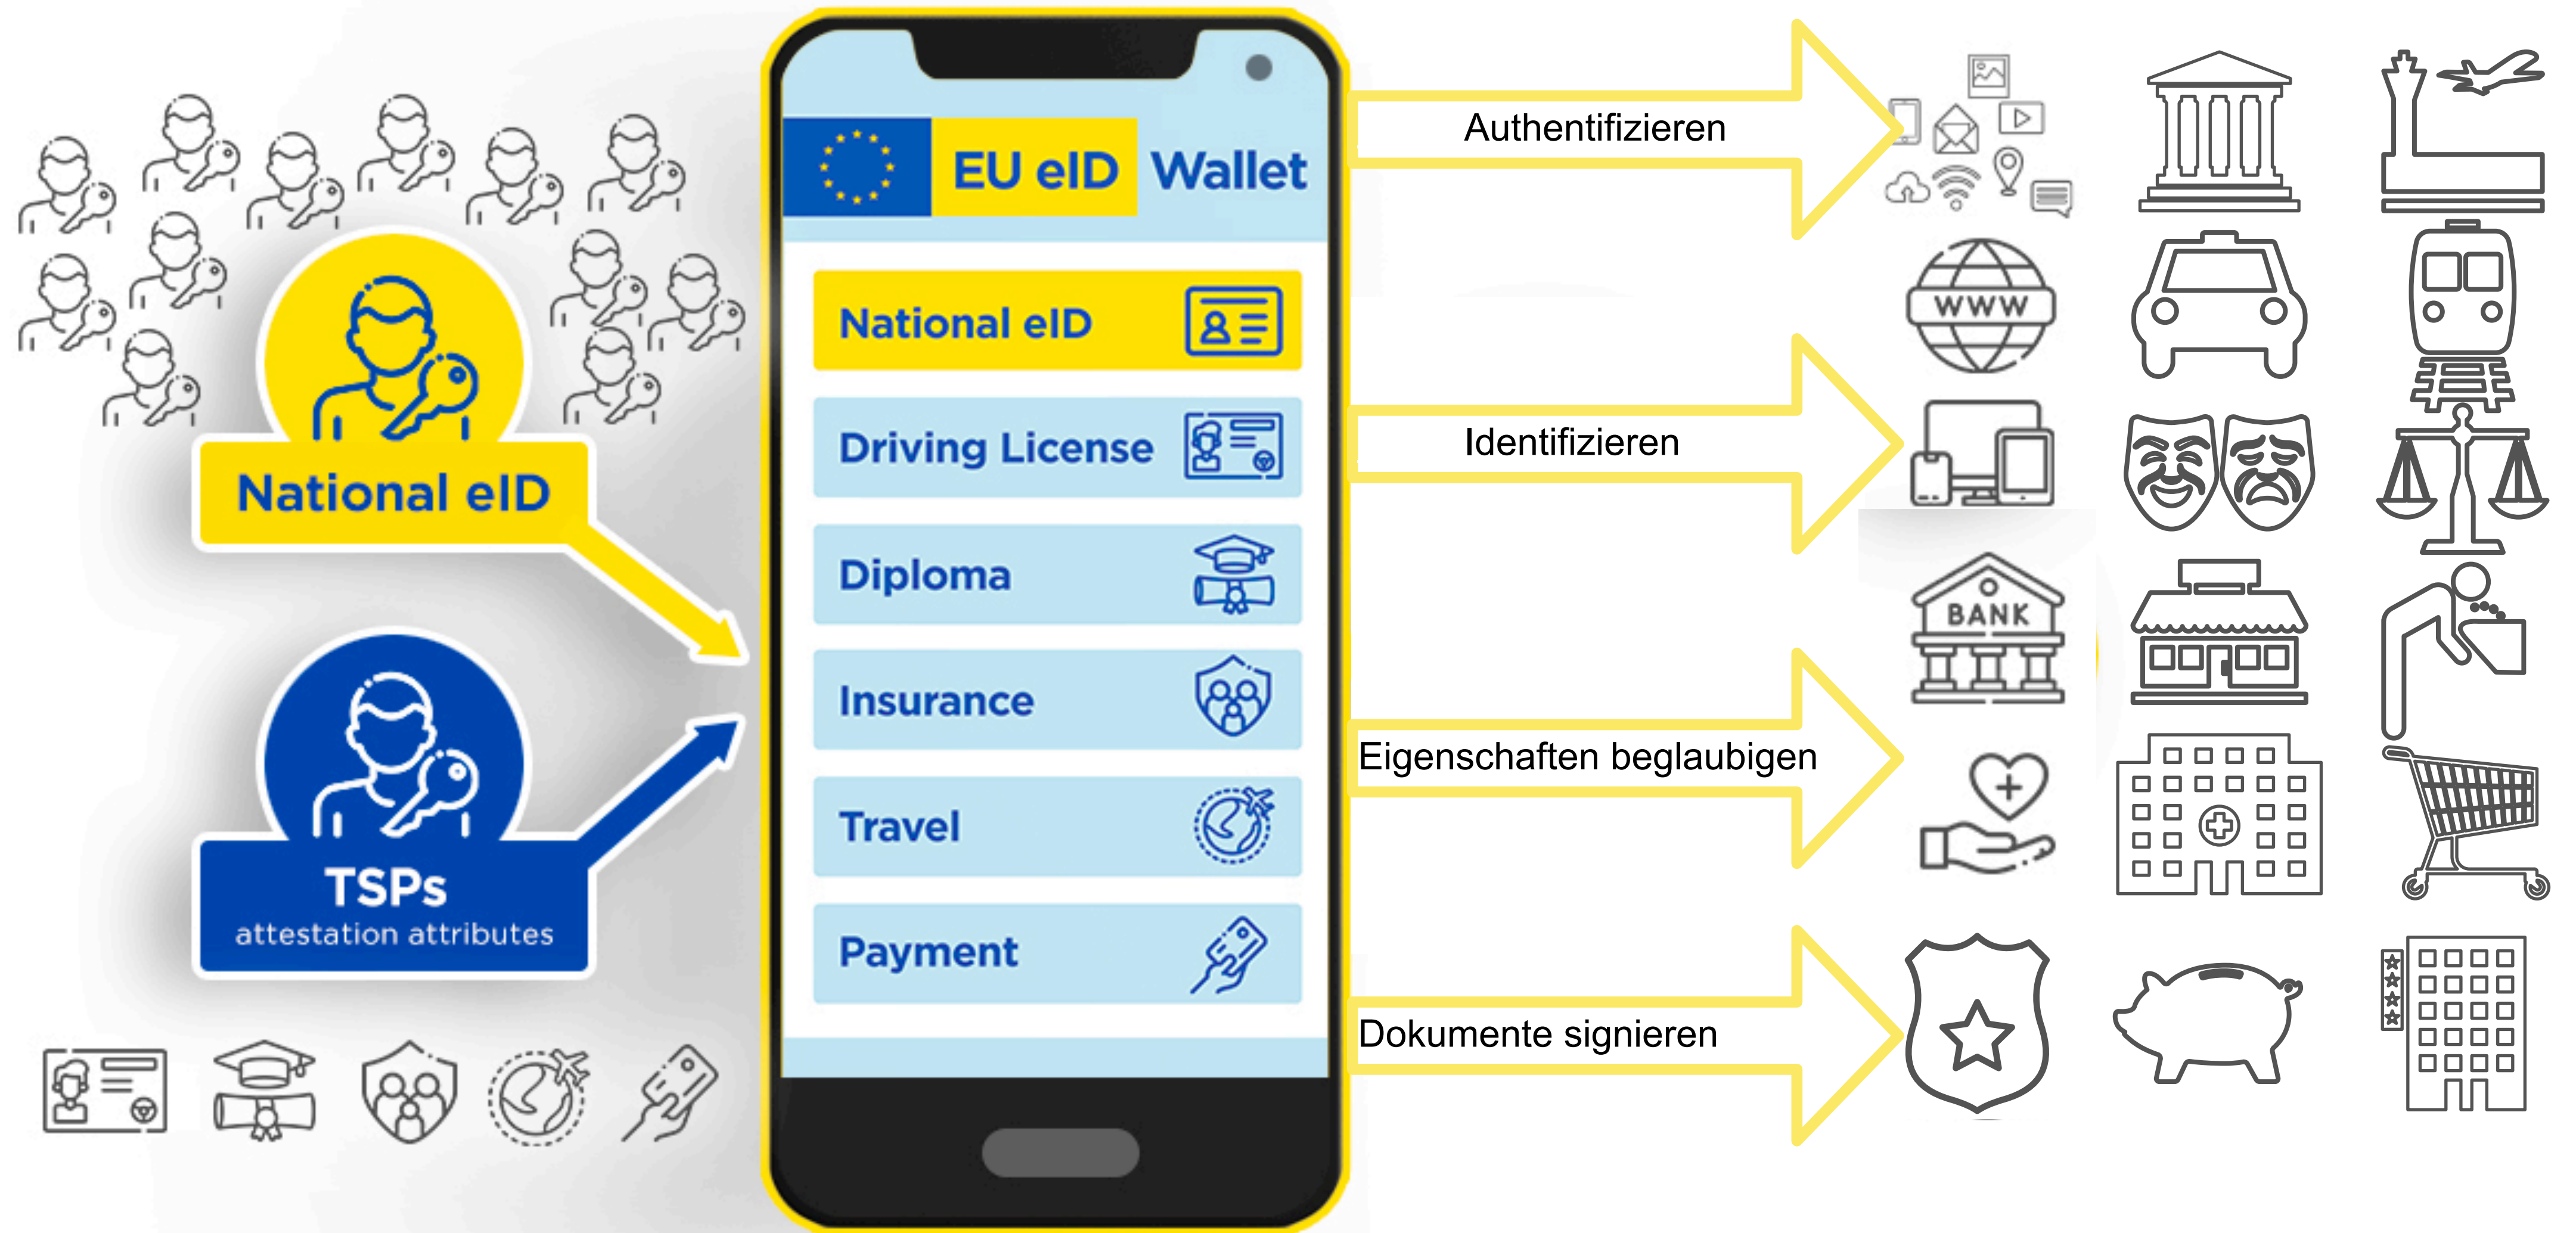 National eID
TSPs
attestation attributes
EU eID Wallet
National eID
Driving License
Diploma
Insurance
Travel
Payment
Authentifizieren
Identifizieren
Eigenschaften beglaubigen
Dokumente signieren
WWW
BANK